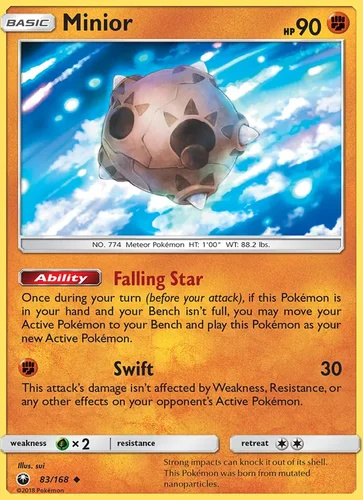 BASIC Minior HP 90
NO. 774 Meteor Pokémon HT: 1'00" WT: 88.2 lbs.
Ability Falling Star
Once during your turn (before your attack), if this Pokémon is
in your hand and your Bench isn't full, you may move your
Active Pokémon to your Bench and play this Pokémon as your
new Active Pokémon.
Swift 30
This attack's damage isn't affected by Weakness, Resistance, or
any other effects on your opponent's Active Pokémon.
weakness ×2 resistance retreat
Illus. sui
83/168
©2018 Pokémon
Strong impacts can knock it out of its shell.
This Pokémon was born from mutated
nanoparticles.